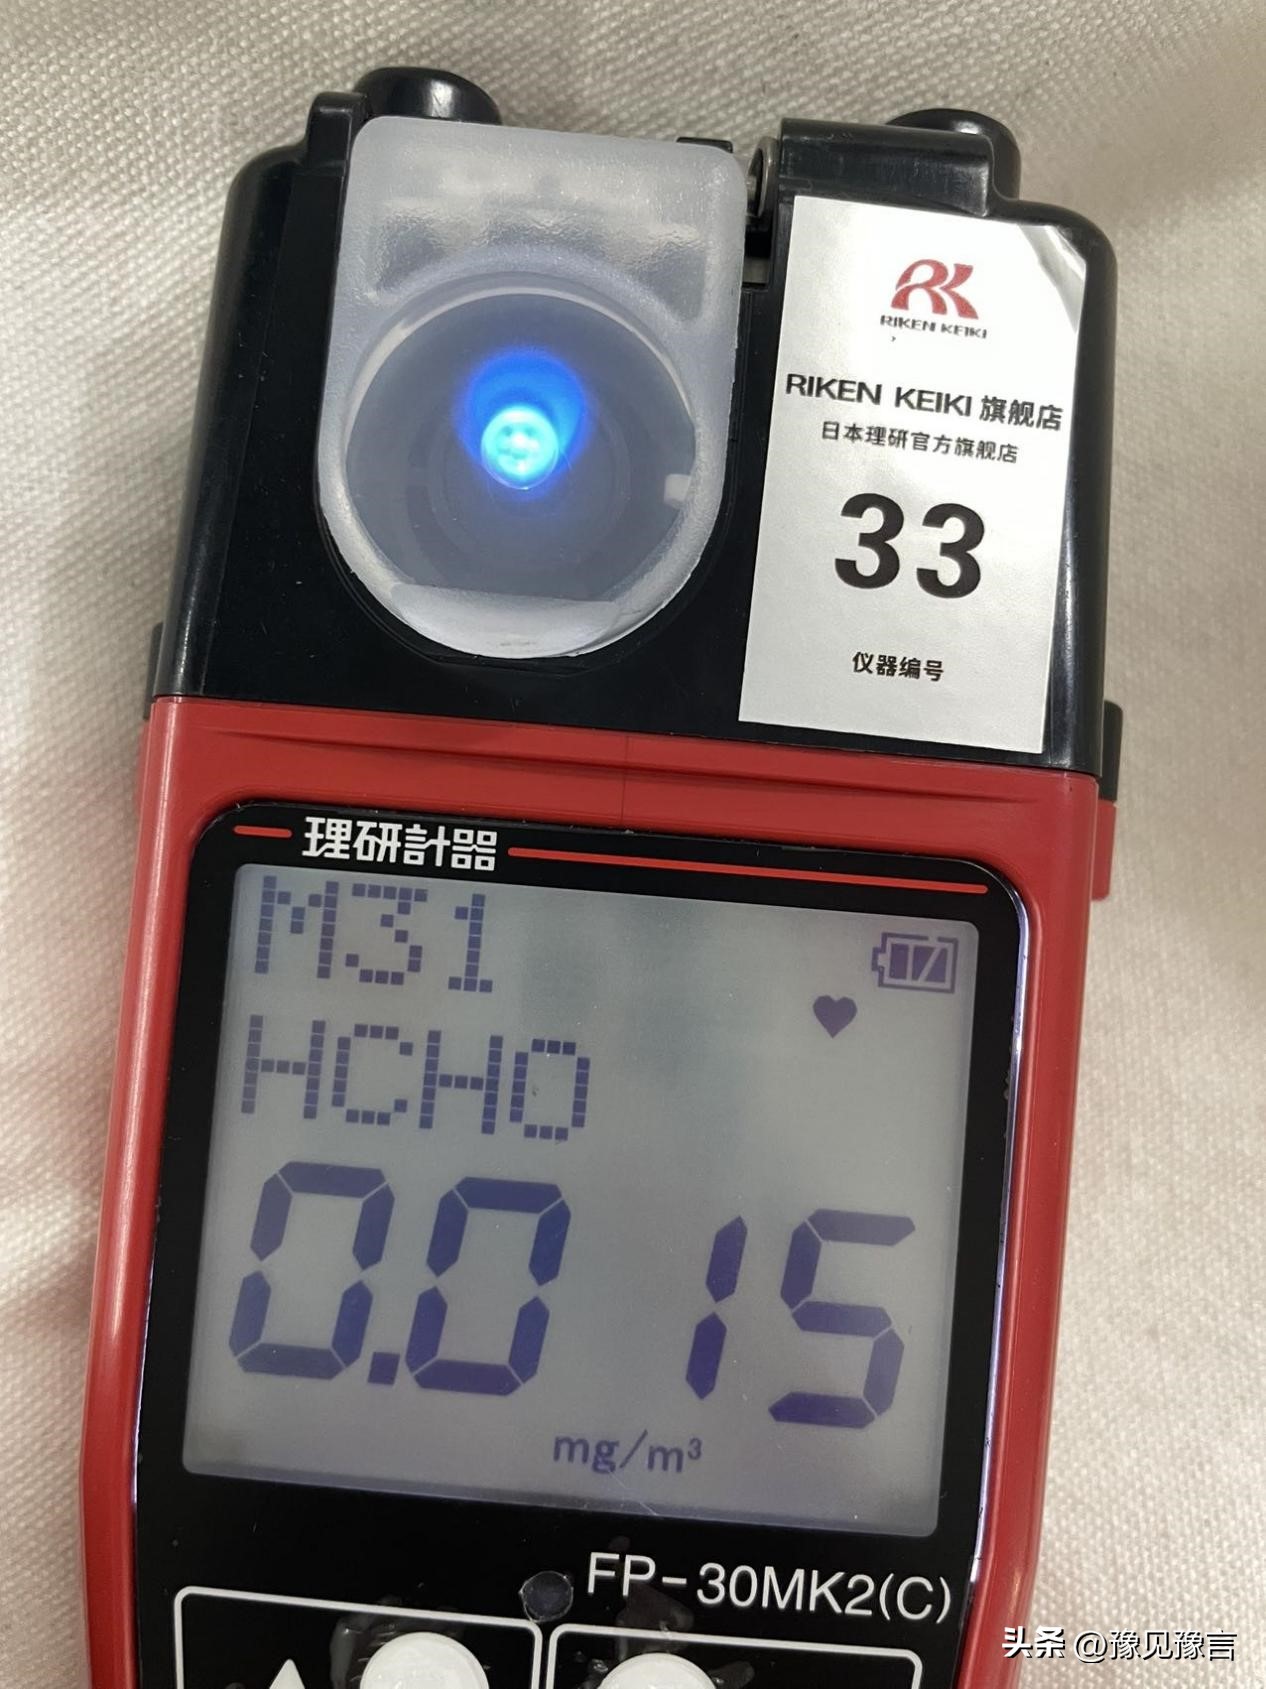 RIKEN KEIKI
RIKEN KEIKI 旗舰店
日本理研官方旗舰店
33
仪器编号
理研計器
M31
HCHO
0.015
mg/m³
FP-30MK2(C)
头条 @豫见豫言